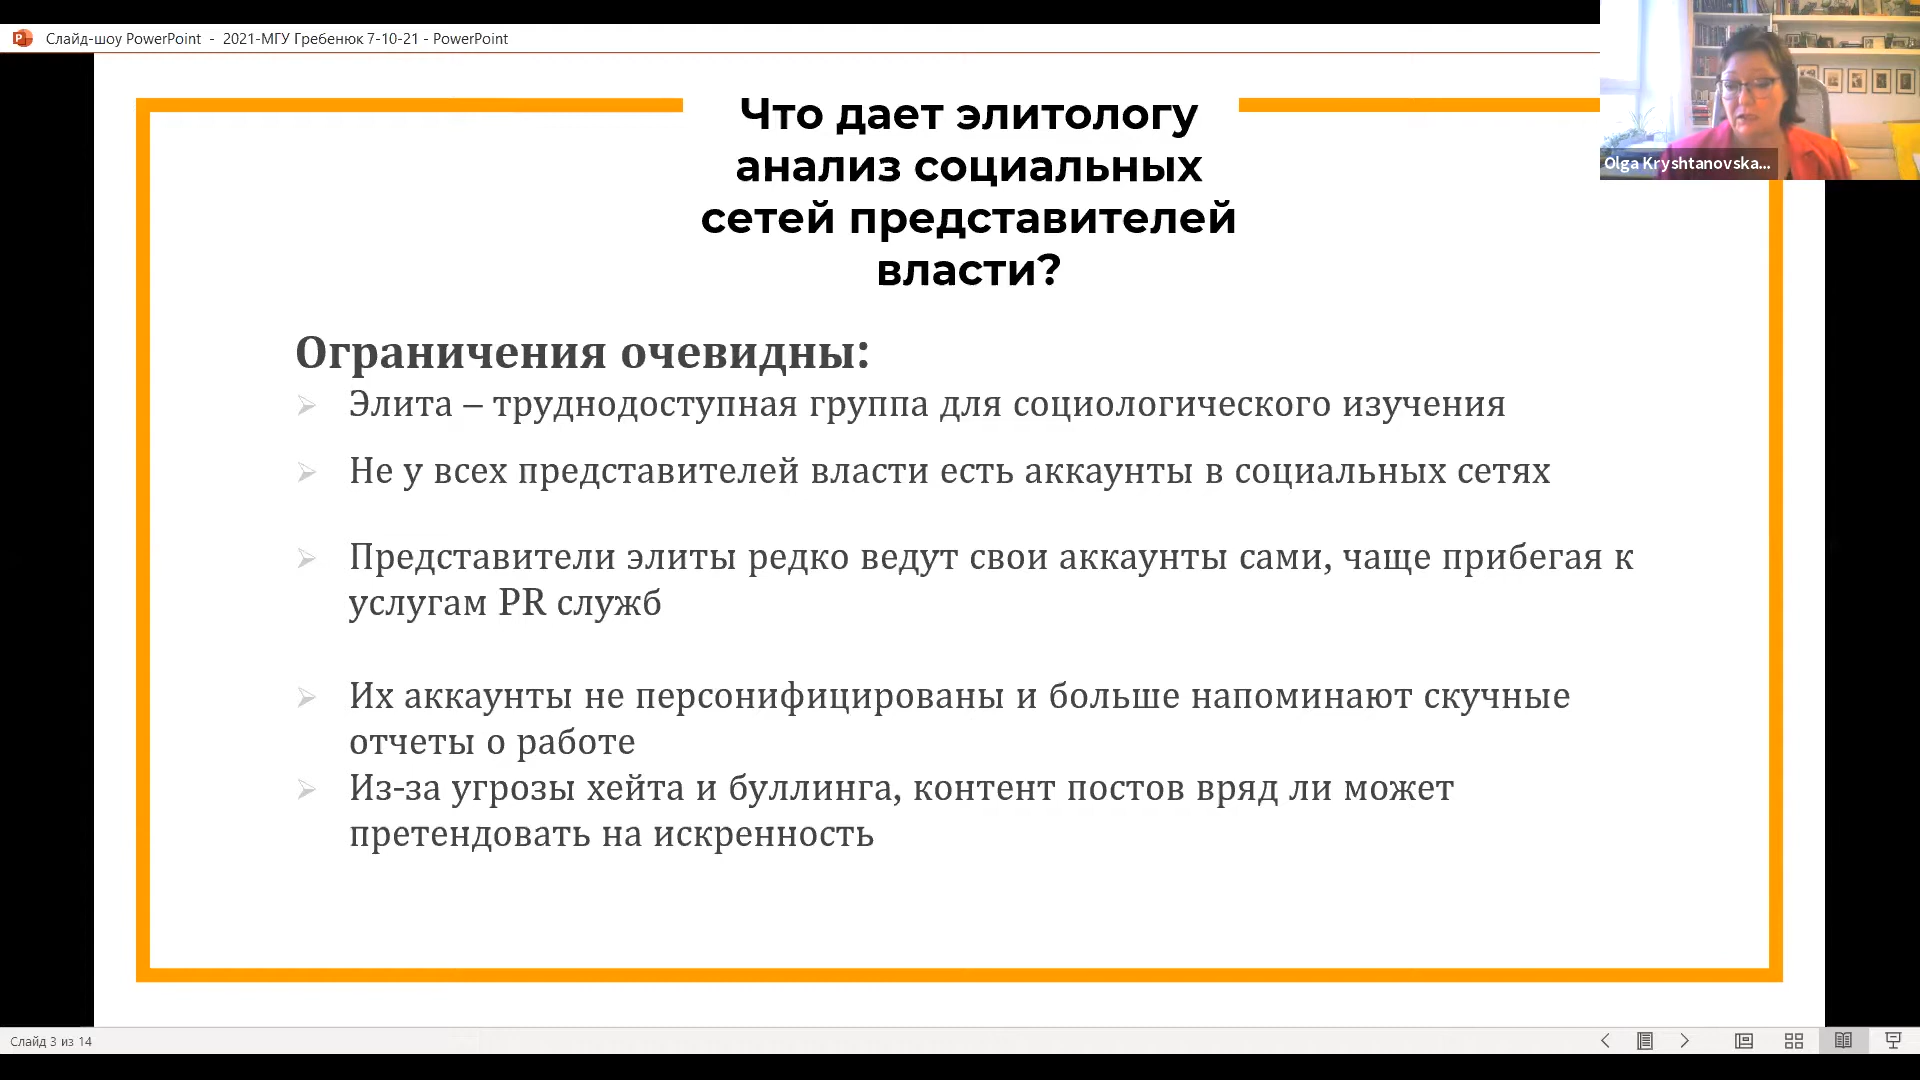 Слайд-шоу PowerPoint - 2021-МГУ Гребенюк 7-10-21 - PowerPoint
Olga Kryshtanovska...
Что дает элитологу
анализ социальных
сетей представителей
власти?
Ограничения очевидны:
Элита – труднодоступная группа для социологического изучения
Не у всех представителей власти есть аккаунты в социальных сетях
Представители элиты редко ведут свои аккаунты сами, чаще прибегая к
услугам PR служб
Их аккаунты не персонифицированы и больше напоминают скучные
отчеты о работе
Из-за угрозы хейта и буллинга, контент постов вряд ли может
претендовать на искренность
Слайд 3 из 14